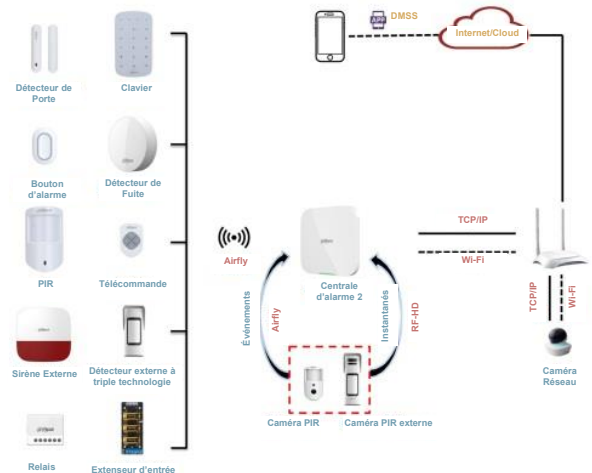 DMSS
APP
Internet/Cloud
Détecteur de
Porte
Clavier
Bouton
d'alarme
Détecteur de
Fuite
PIR
Télécommande
Sirène Externe
Détecteur externe à
triple technologie
Relais
Extenseur d'entrée
Airfly
Centrale
d'alarme 2
Événements
Airfly
Instantanés
RF-HD
Caméra PIR
Caméra PIR externe
TCP/IP
Wi-Fi
TCP/IP
Wi-Fi
Caméra
Réseau